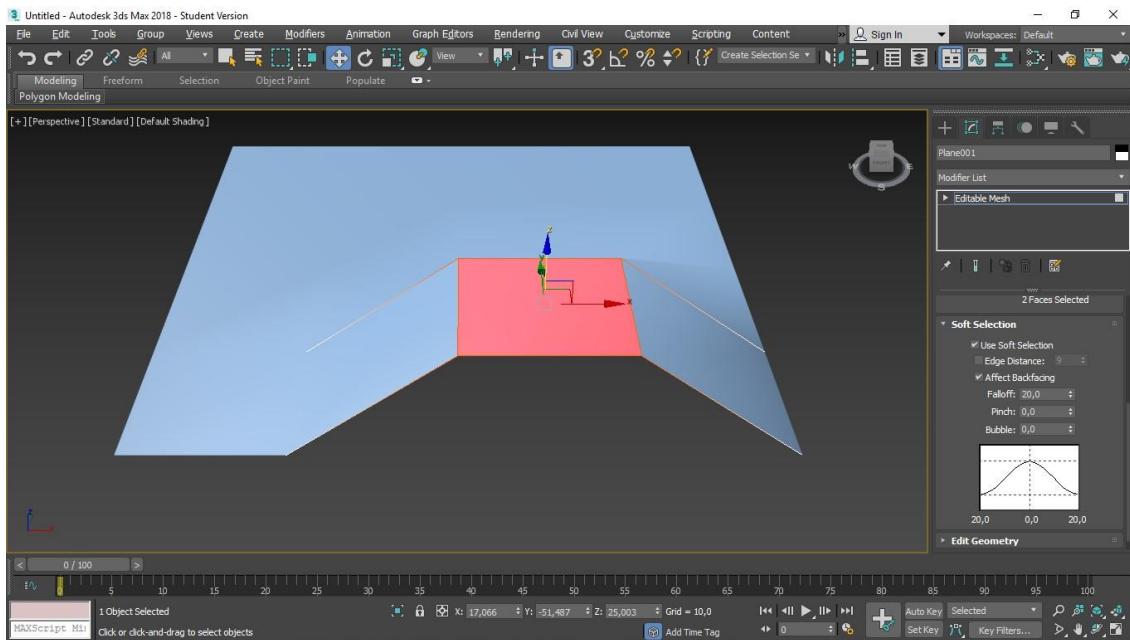 3 Untitled - Autodesk 3ds Max 2018 - Student Version
File Edit Tools Group Views Create Modifiers Animation Graph Editors Rendering Civil View Customize Scripting Content » Sign In Workspaces: Default
All View Create Selection Se
Modeling Freeform Selection Object Paint Populate
Polygon Modeling
[+] [Perspective] [Standard] [Default Shading]
Plane001
Modifier List
Editable Mesh
2 Faces Selected
Soft Selection
Use Soft Selection
Edge Distance: 9
Affect Backfacing
Falloff: 20,0
Pinch: 0,0
Bubble: 0,0
20,0 0,0 20,0
Edit Geometry
W E
S
z
y
x
z
< 0 / 100 >
0 5 10 15 20 25 30 35 40 45 50 55 60 65 70 75 80 85 90 95 100
1 Object Selected X: 17,066 Y: -51,487 Z: 25,003 Grid = 10,0 Auto Key Selected
MAXScript Mi: Click or click-and-drag to select objects Add Time Tag 0 Set Key Key Filters...